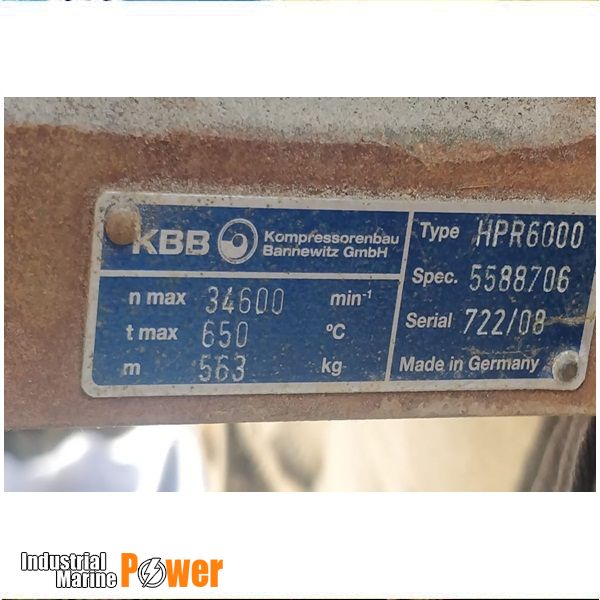 KBB Kompressorenbau
Bannewitz GmbH
n max 34600 min⁻¹
t max 650 ºC
m 563 kg
Type HPR6000
Spec. 5588706
Serial 722/08
Made in Germany
Industrial
Marine Power